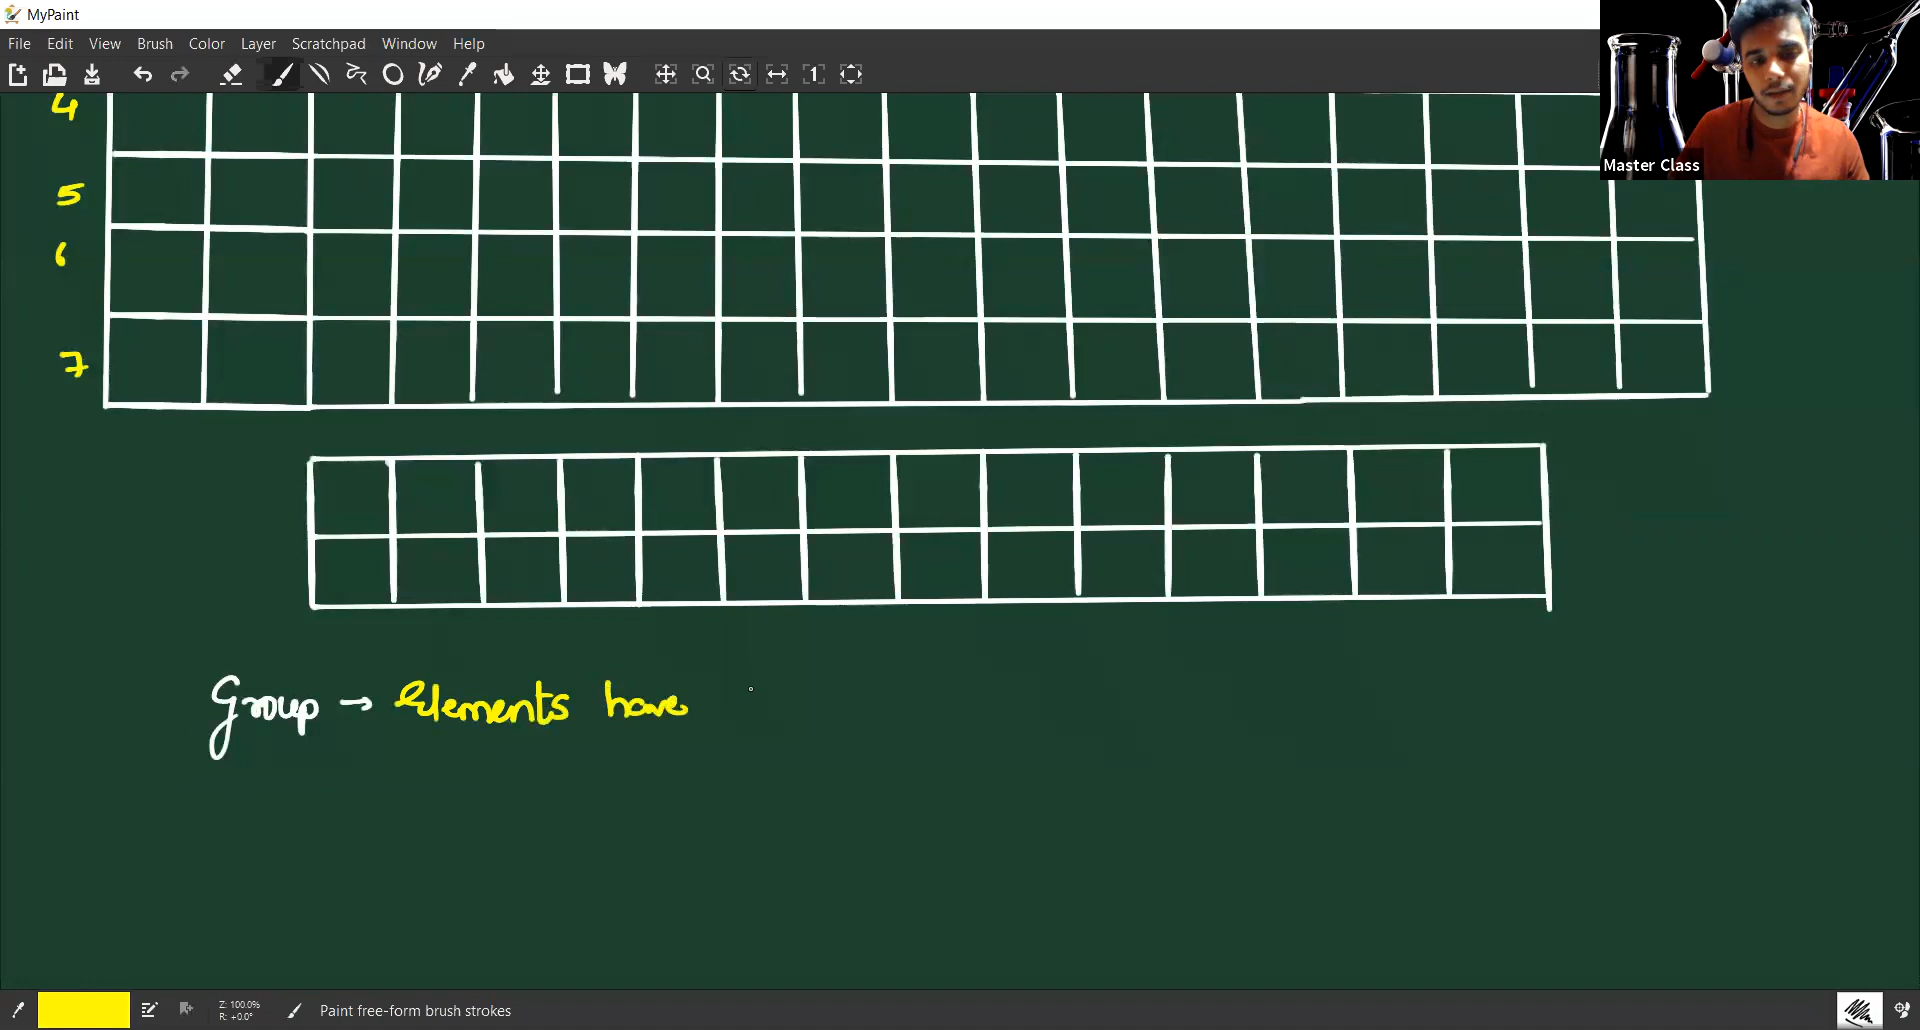 MyPaint
File Edit View Brush Color Layer Scratchpad Window Help
1
Master Class
4
5
6
7
Group → Elements have
Z: 100.0%
R: +0.0°
Paint free-form brush strokes